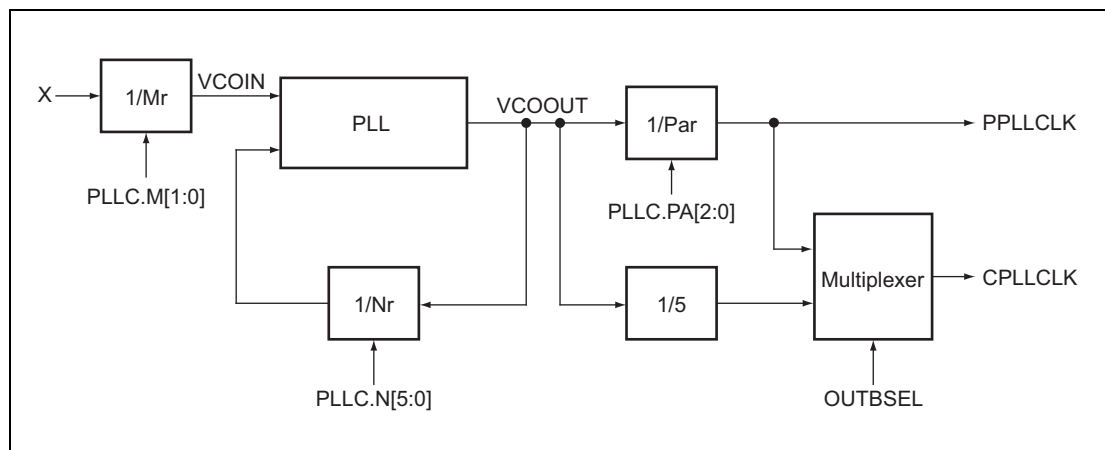 X
1/Mr
VCOIN
PLL
VCOOUT
1/Par
PPLLCLK
PLLC.M[1:0]
PLLC.PA[2:0]
1/Nr
1/5
Multiplexer
CPLLCLK
PLLC.N[5:0]
OUTBSEL